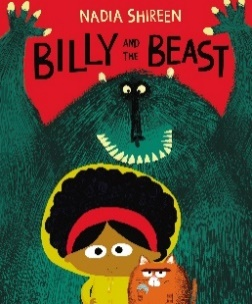 NADIA SHIREEN
BILLY AND THE BEAST